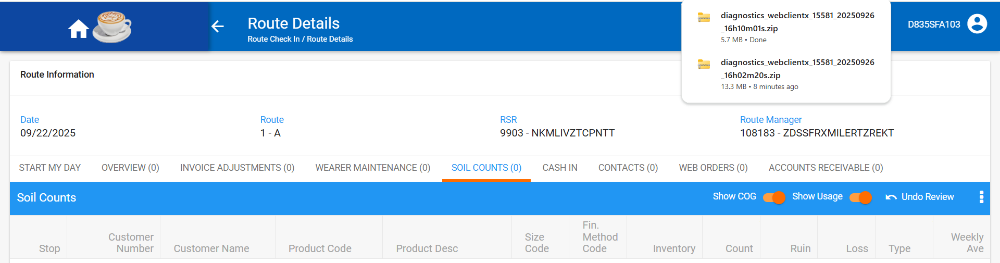 Route Details
Route Check In / Route Details
diagnostics_webclientx_15581_20250926
_16h10m01s.zip
5.7 MB • Done
diagnostics_webclientx_15581_20250926
_16h02m20s.zip
13.3 MB • 8 minutes ago
D835SFA103
Route Information
Date
09/22/2025
Route
1 - A
RSR
9903 - NKMLIVZTCPNTT
Route Manager
108183 - ZDSSFRXMILERTZREKT
START MY DAY OVERVIEW (0) INVOICE ADJUSTMENTS (0) WEARER MAINTENANCE (0) SOIL COUNTS (0) CASH IN CONTACTS (0) WEB ORDERS (0) ACCOUNTS RECEIVABLE (0)
Soil Counts
Show COG Show Usage Undo Review
Stop
Customer
Number
Customer Name
Product Code
Product Desc
Size
Code
Fin.
Method
Code
Inventory
Count
Ruin
Loss
Type
Weekly
Ave